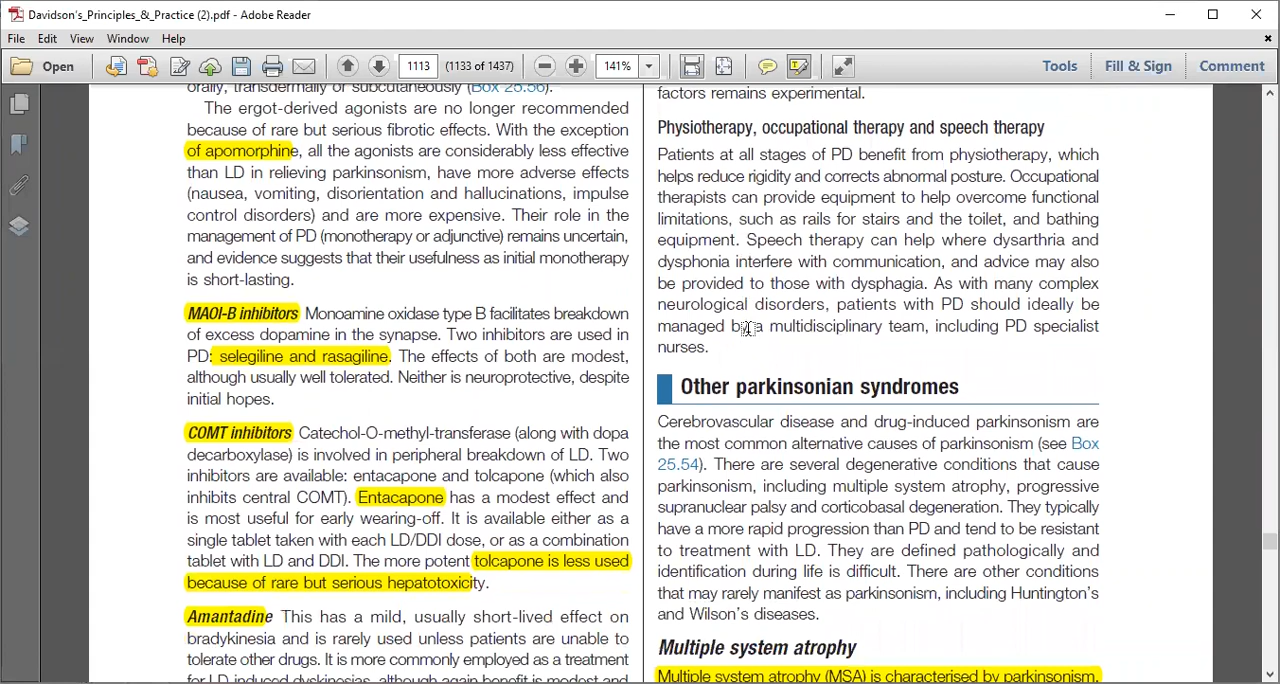 Davidson's_Principles_&_Practice (2).pdf - Adobe Reader
File Edit View Window Help
Open 1113 (1133 of 1437) 141% Tools Fill & Sign Comment
orally, transdermally or subcutaneously (Box 25.56).
The ergot-derived agonists are no longer recommended
because of rare but serious fibrotic effects. With the exception
of apomorphine, all the agonists are considerably less effective
than LD in relieving parkinsonism, have more adverse effects
(nausea, vomiting, disorientation and hallucinations, impulse
control disorders) and are more expensive. Their role in the
management of PD (monotherapy or adjunctive) remains uncertain,
and evidence suggests that their usefulness as initial monotherapy
is short-lasting.
MAOI-B inhibitors Monoamine oxidase type B facilitates breakdown
of excess dopamine in the synapse. Two inhibitors are used in
PD: selegiline and rasagiline. The effects of both are modest,
although usually well tolerated. Neither is neuroprotective, despite
initial hopes.
COMT inhibitors Catechol-O-methyl-transferase (along with dopa
decarboxylase) is involved in peripheral breakdown of LD. Two
inhibitors are available: entacapone and tolcapone (which also
inhibits central COMT). Entacapone has a modest effect and
is most useful for early wearing-off. It is available either as a
single tablet taken with each LD/DDI dose, or as a combination
tablet with LD and DDI. The more potent tolcapone is less used
because of rare but serious hepatotoxicity.
Amantadine This has a mild, usually short-lived effect on
bradykinesia and is rarely used unless patients are unable to
tolerate other drugs. It is more commonly employed as a treatment
for LD-induced dyskinesias, although again benefit is modest and
factors remains experimental.
Physiotherapy, occupational therapy and speech therapy
Patients at all stages of PD benefit from physiotherapy, which
helps reduce rigidity and corrects abnormal posture. Occupational
therapists can provide equipment to help overcome functional
limitations, such as rails for stairs and the toilet, and bathing
equipment. Speech therapy can help where dysarthria and
dysphonia interfere with communication, and advice may also
be provided to those with dysphagia. As with many complex
neurological disorders, patients with PD should ideally be
managed by a multidisciplinary team, including PD specialist
nurses.
Other parkinsonian syndromes
Cerebrovascular disease and drug-induced parkinsonism are
the most common alternative causes of parkinsonism (see Box
25.54). There are several degenerative conditions that cause
parkinsonism, including multiple system atrophy, progressive
supranuclear palsy and corticobasal degeneration. They typically
have a more rapid progression than PD and tend to be resistant
to treatment with LD. They are defined pathologically and
identification during life is difficult. There are other conditions
that may rarely manifest as parkinsonism, including Huntington's
and Wilson's diseases.
Multiple system atrophy
Multiple system atrophy (MSA) is characterised by parkinsonism,